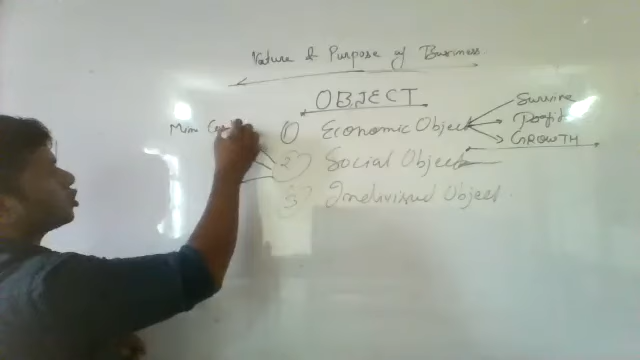 Nature & Purpose of Business
OBJECT
① Economic Object
Survive
Profit
GROWTH
② Social Object
③ Individual Object